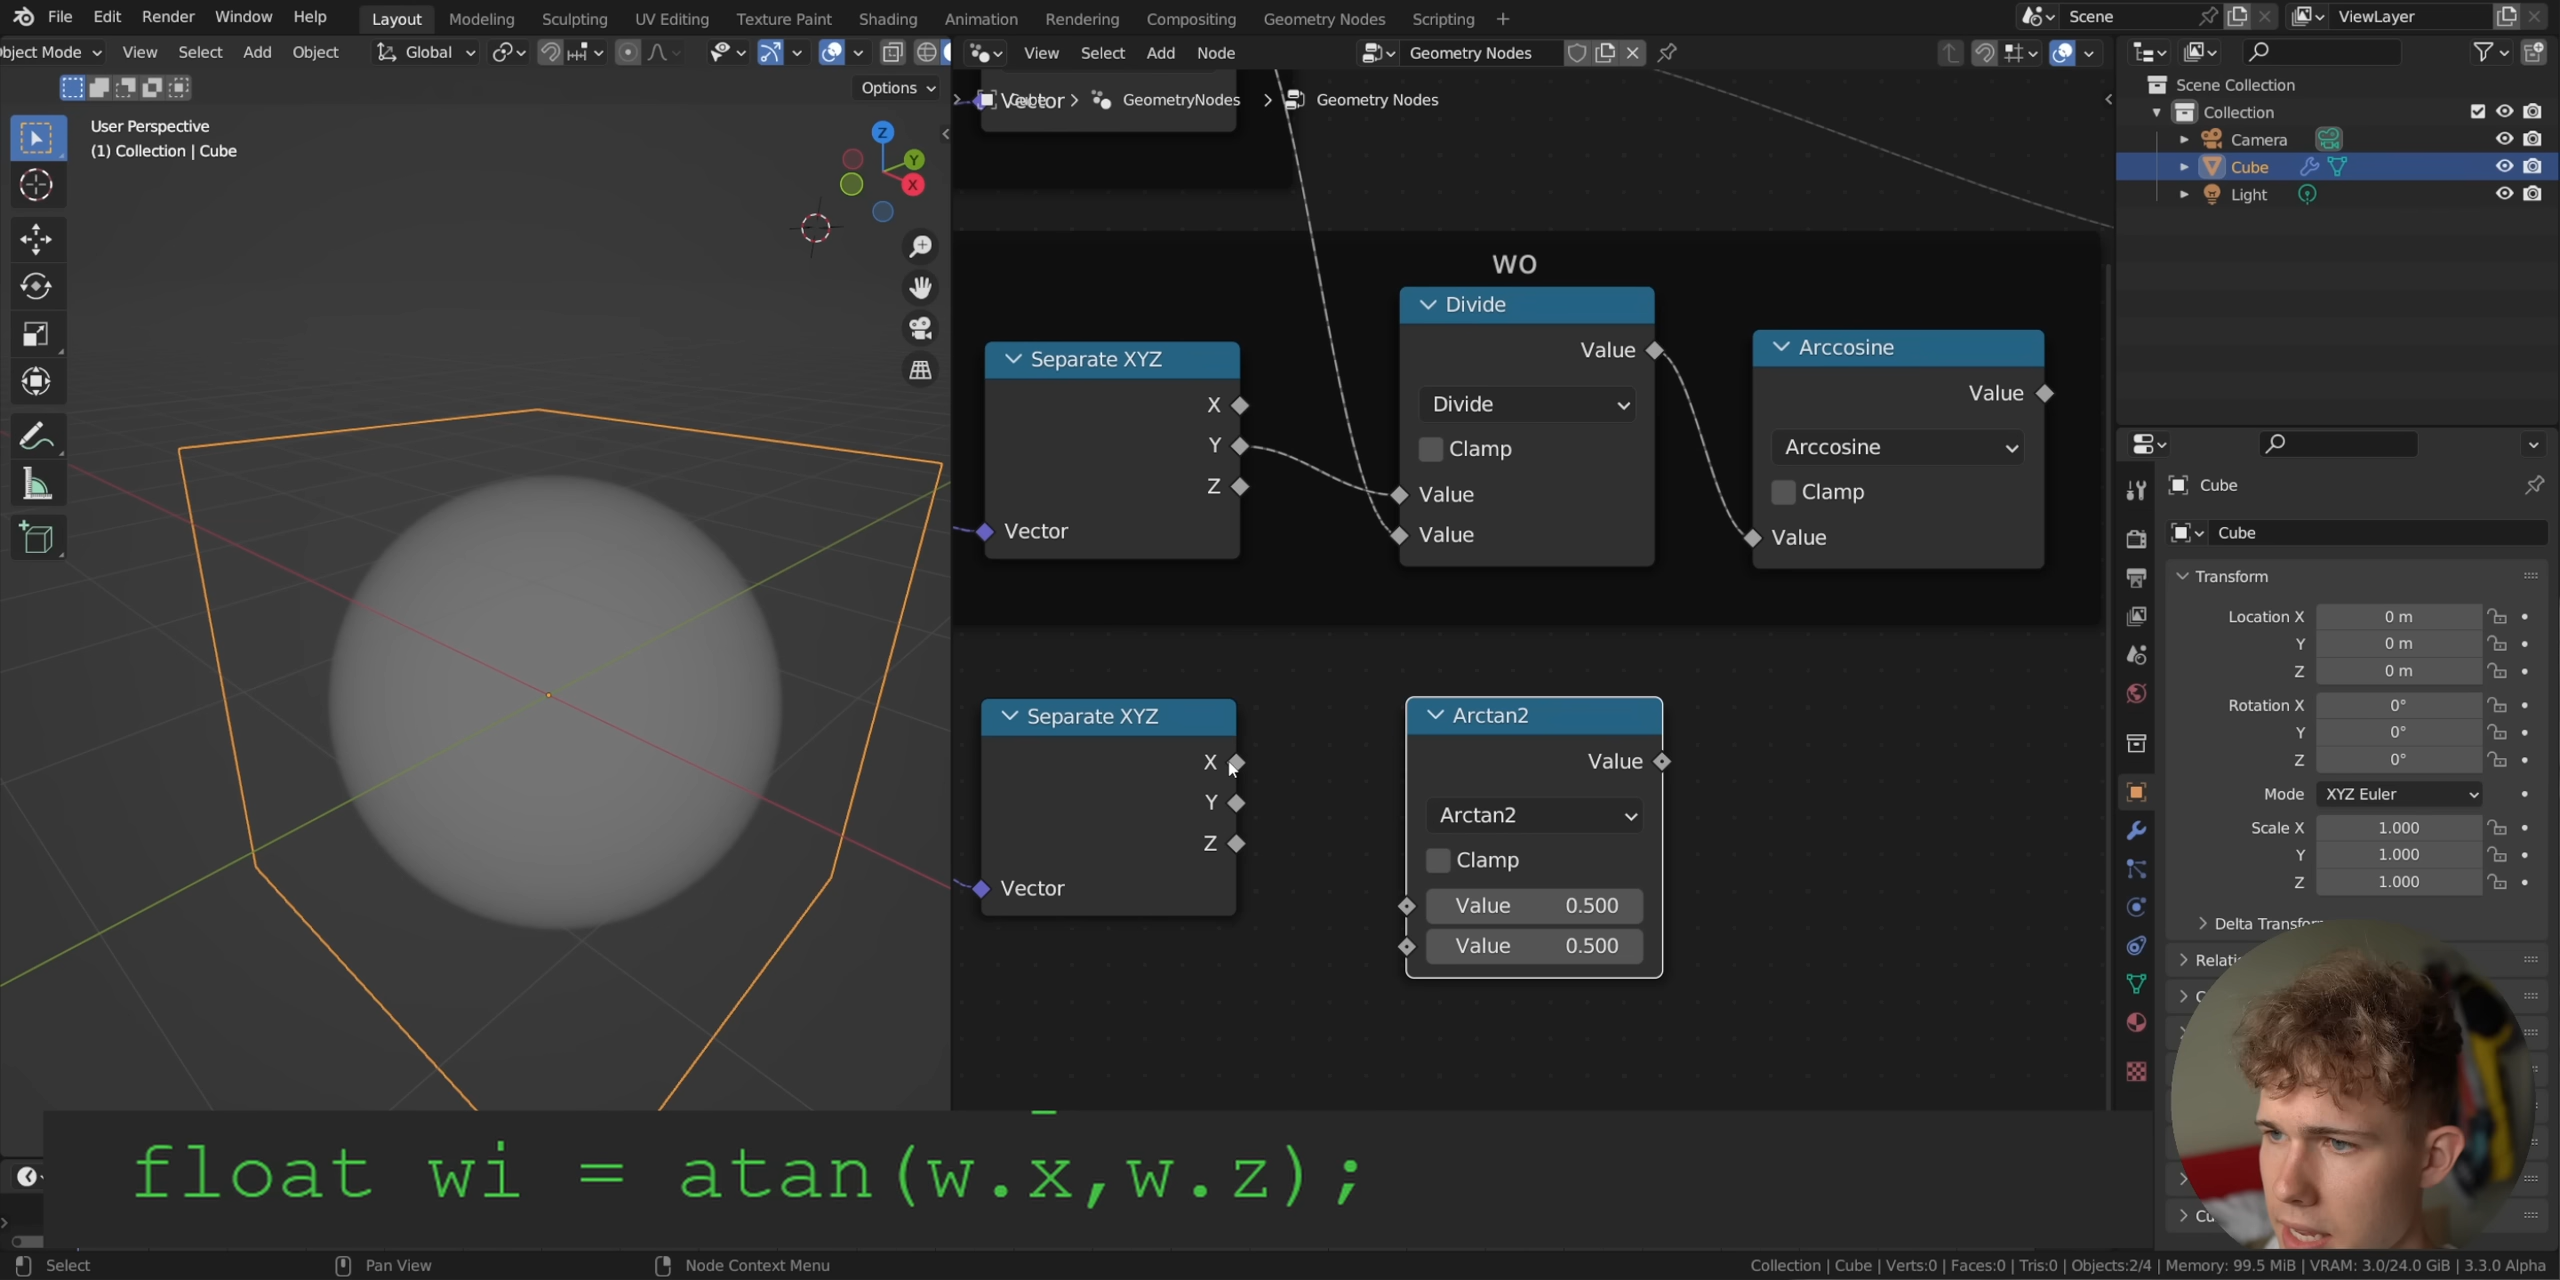 File Edit Render Window Help Layout Modeling Sculpting UV Editing Texture Paint Shading Animation Rendering Compositing Geometry Nodes Scripting + Scene ViewLayer
bject Mode View Select Add Object Global View Select Add Node Geometry Nodes
Options
User Perspective
(1) Collection | Cube
Z
Y
X
Vector
GeometryNodes > Geometry Nodes
WO
Separate XYZ
X
Y
Z
Vector
Divide
Value
Divide
Clamp
Value
Value
Arccosine
Value
Arccosine
Clamp
Value
Separate XYZ
X
Y
Z
Vector
Arctan2
Value
Arctan2
Clamp
Value 0.500
Value 0.500
Scene Collection
Collection
Camera
Cube
Light
Cube
Cube
Transform
Location X 0 m
Y 0 m
Z 0 m
Rotation X 0°
Y 0°
Z 0°
Mode XYZ Euler
Scale X 1.000
Y 1.000
Z 1.000
Delta Transfor
Relati
float wi = atan(w.x,w.z);
Select Pan View Node Context Menu Collection | Cube | Verts:0 | Faces:0 | Tris:0 | Objects:2/4 | Memory: 99.5 MiB | VRAM: 3.0/24.0 GiB | 3.3.0 Alpha